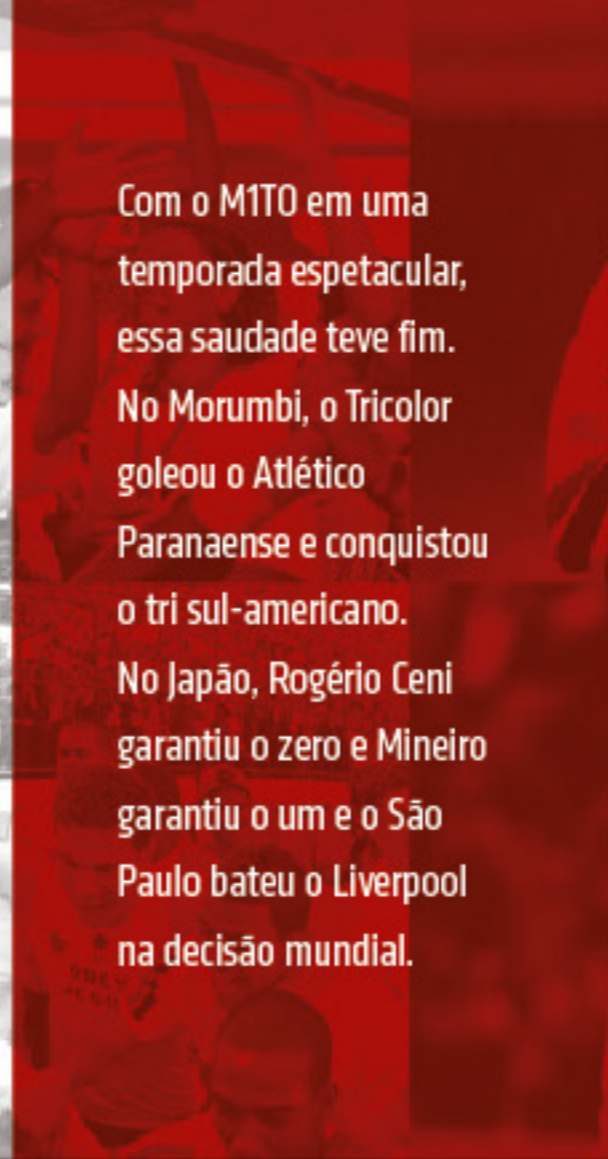 Com o M1TO em uma
temporada espetacular,
essa saudade teve fim.
No Morumbi, o Tricolor
goleou o Atlético
Paranaense e conquistou
o tri sul-americano.
No Japão, Rogério Ceni
garantiu o zero e Mineiro
garantiu o um e o São
Paulo bateu o Liverpool
na decisão mundial.